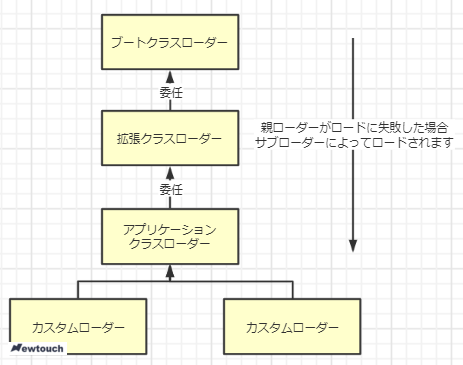 ブートクラスローダー
委任
拡張クラスローダー
親ローダーがロードに失敗した場合
サブローダーによってロードされます
委任
アプリケーション
クラスローダー
カスタムローダー
カスタムローダー
Newtouch